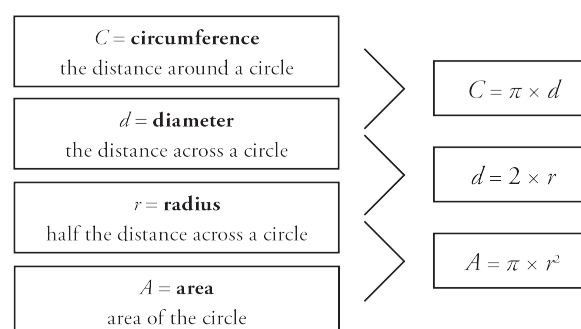 C = circumference
the distance around a circle
C = π × d
d = diameter
the distance across a circle
d = 2 × r
r = radius
half the distance across a circle
A = π × r²
A = area
area of the circle